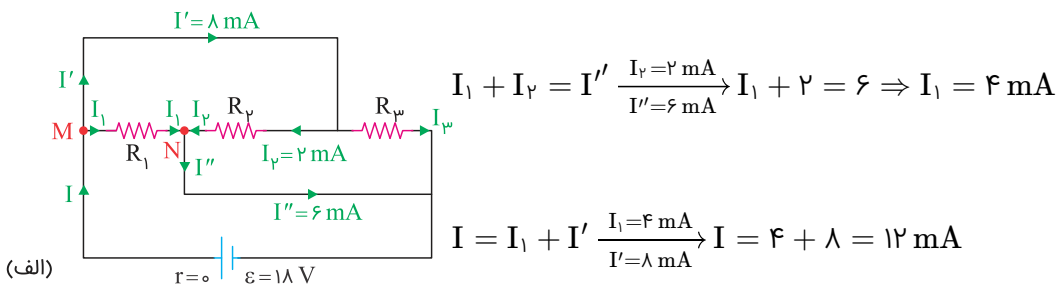 I′=۸ mA
I₁ + I₂ = I″ I₂=۲ mA I″=۶ mA I₁ + ۲ = ۶ ⇒ I₁ = ۴ mA
I′
I₁ I₁ I₂ R₂ R₃ I₃
M R₁ N I₂=۲ mA
I″
I I″=۶ mA
I = I₁ + I′ I₁=۴ mA I′=۸ mA I = ۴ + ۸ = ۱۲ mA
(الف) r=۰ ε=۱۸ V